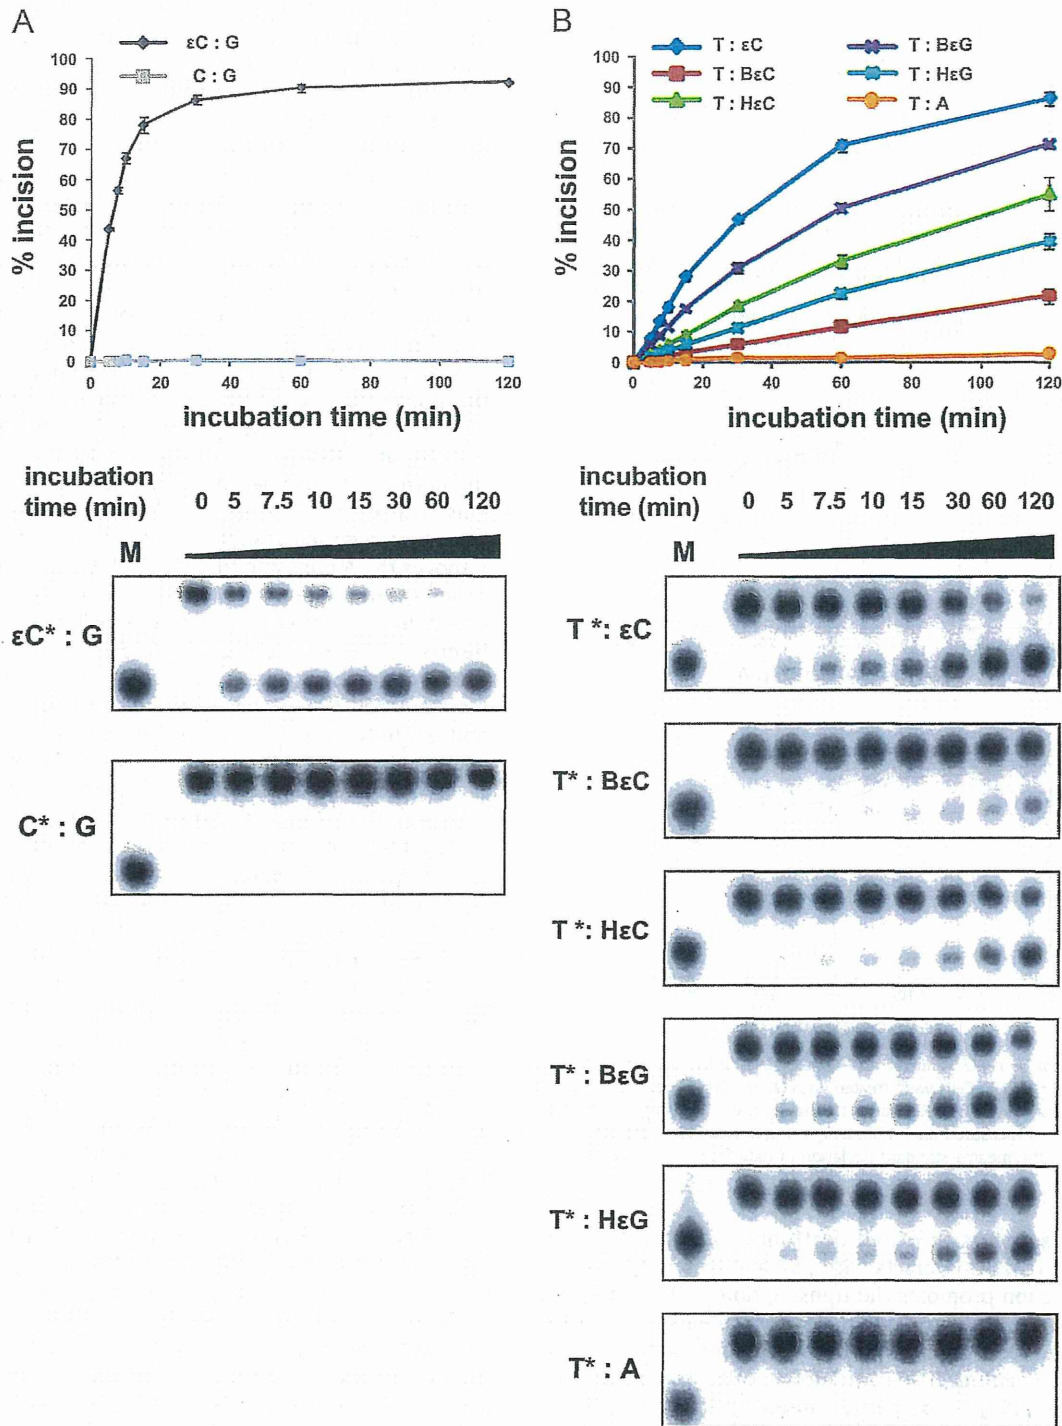 A
εC : G
C : G
100
90
80
70
60
50
40
30
20
10
0
% incision
0 20 40 60 80 100 120
incubation time (min)
incubation
time (min)
0 5 7.5 10 15 30 60 120
M
εC* : G
C* : G
B
T : εC
T : BεC
T : HεC
T : BεG
T : HεG
T : A
100
90
80
70
60
50
40
30
20
10
0
% incision
0 20 40 60 80 100 120
incubation time (min)
incubation
time (min)
0 5 7.5 10 15 30 60 120
M
T *: εC
T*: BεC
T *: HεC
T* : BεG
T* : HεG
T* : A